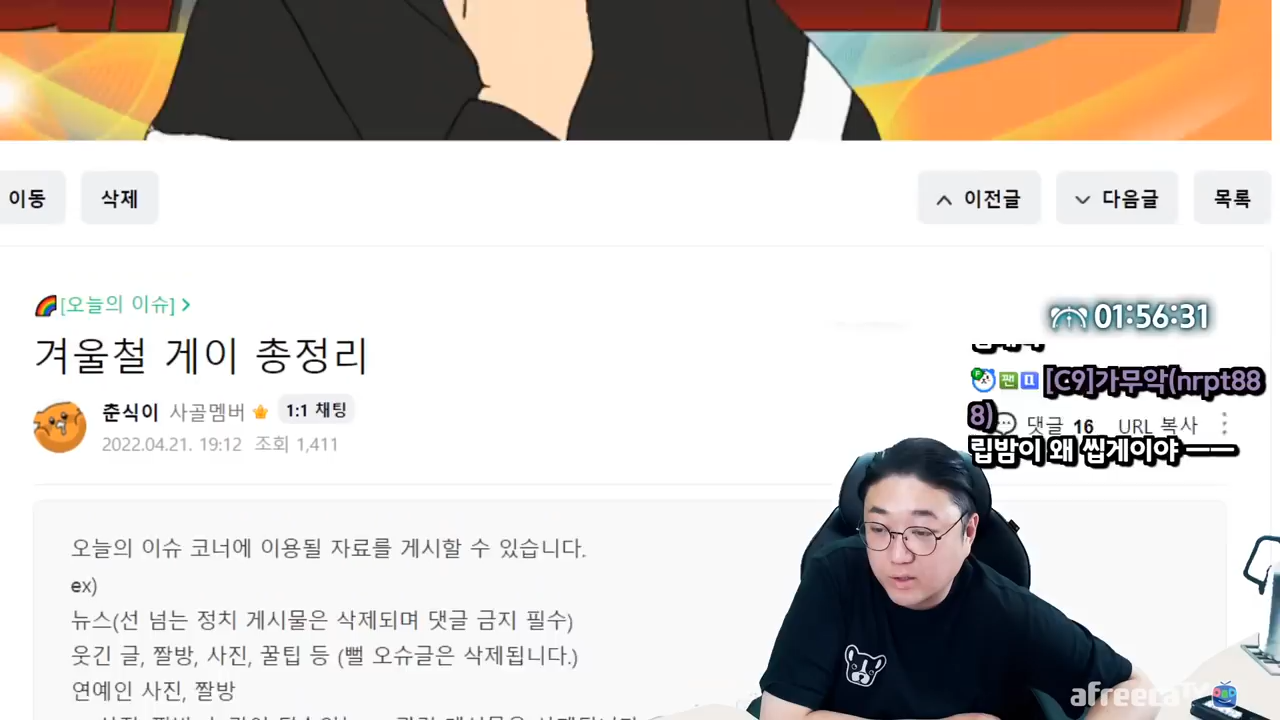 이동
삭제
이전글
다음글
목록
[오늘의 이슈] >
01:56:31
겨울철 게이 총정리
[C9]가무악(nrpt88
8)
춘식이 사골멤버 1:1 채팅
댓글 16 URL 복사
2022.04.21. 19:12 조회 1,411
립밤이 왜 씹게이야 ㅡㅡ
오늘의 이슈 코너에 이용될 자료를 게시할 수 있습니다.
ex)
뉴스(선 넘는 정치 게시물은 삭제되며 댓글 금지 필수)
웃긴 글, 짤방, 사진, 꿀팁 등 (뻘 오슈글은 삭제됩니다.)
연예인 사진, 짤방
afreecaTV